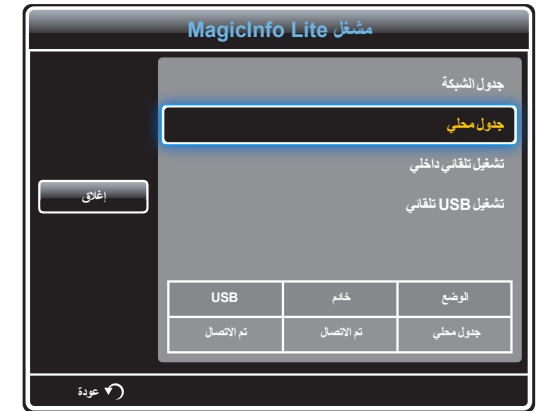 مشغل MagicInfo Lite
جدول الشبكة
جدول محلي
تشغيل تلقائي داخلي
تشغيل USB تلقائي
إغلاق
الوضع خادم USB
جدول محلي تم الاتصال تم الاتصال
عودة